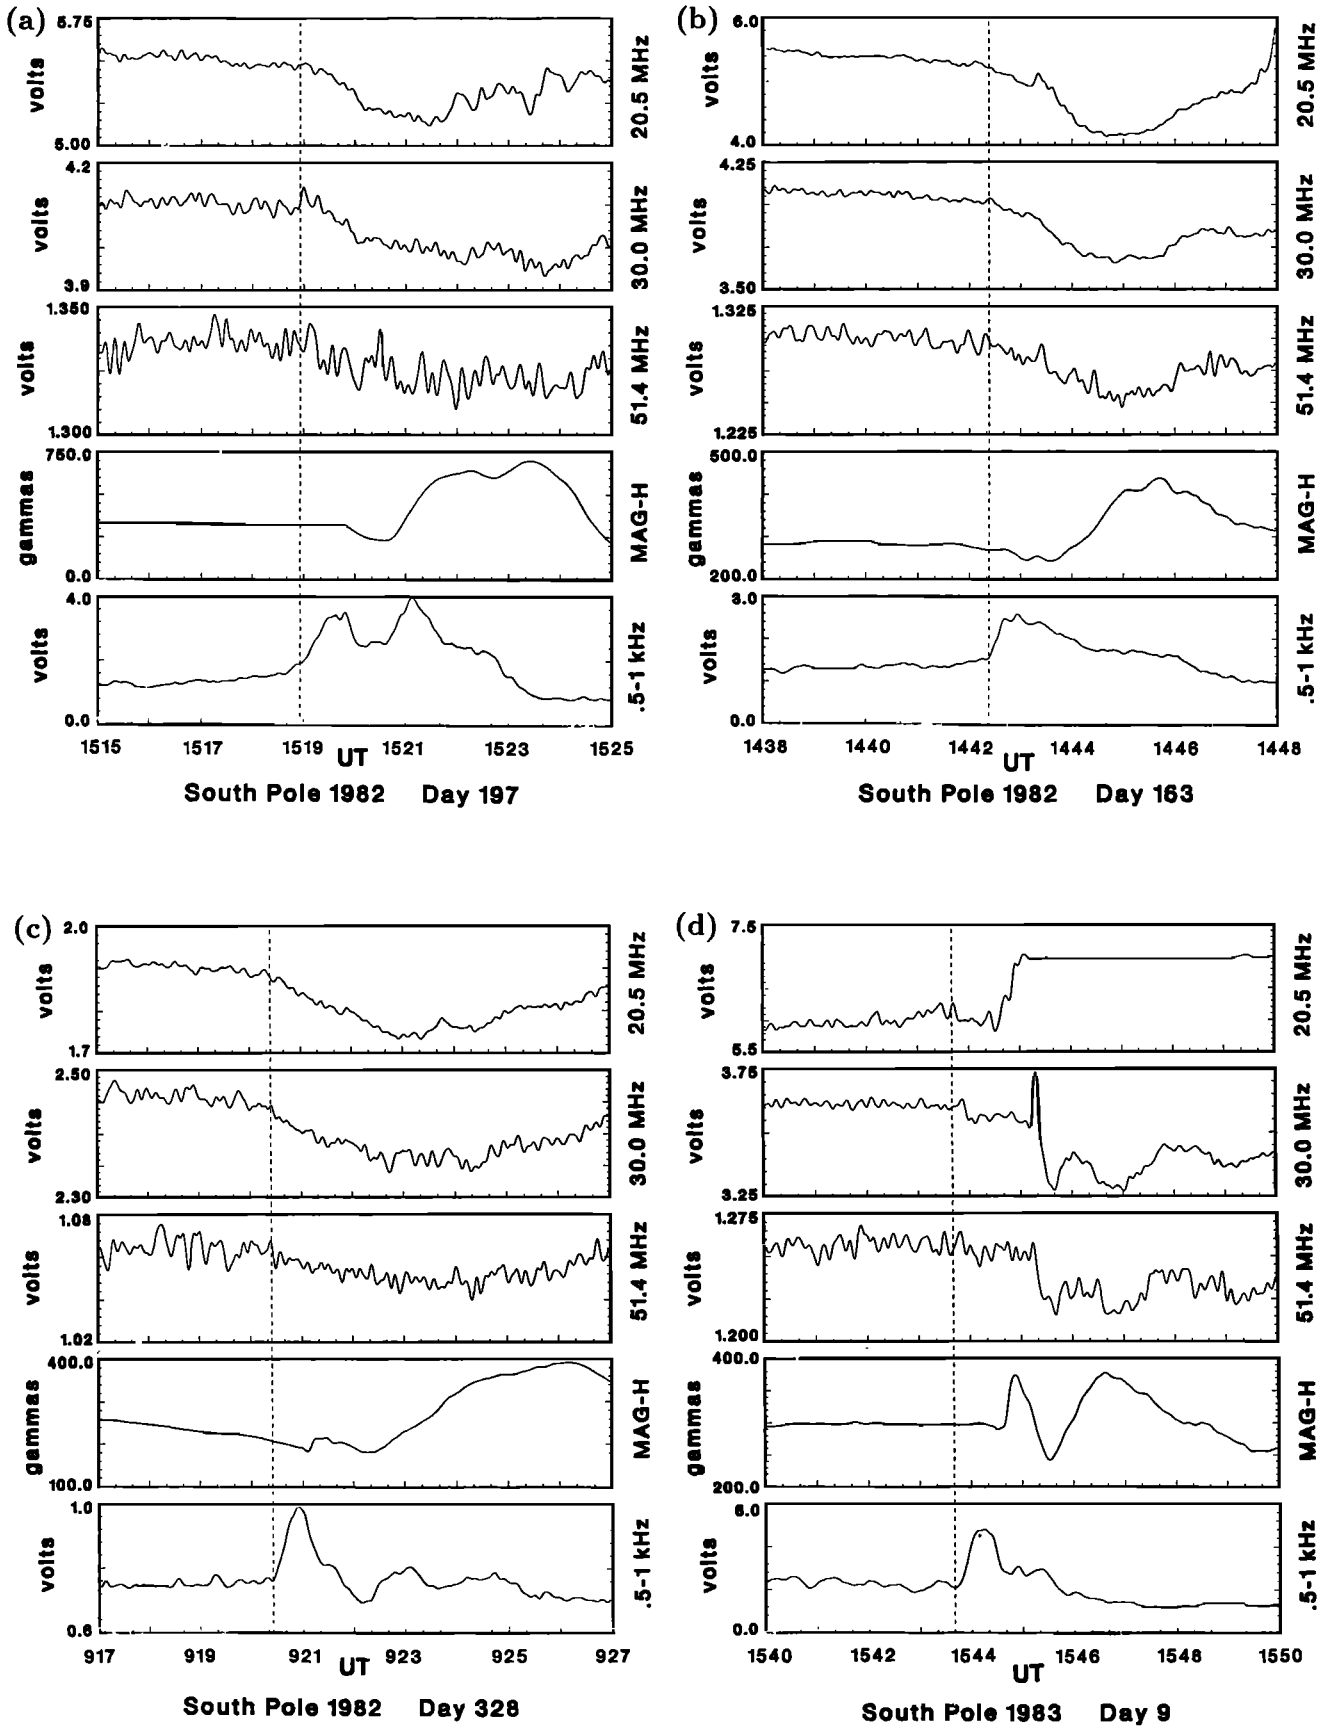 (a)
5.75
volts
5.00
20.5 MHz
4.2
volts
3.9
30.0 MHz
1.350
volts
1.300
51.4 MHz
750.0
gammas
0.0
MAG-H
4.0
volts
0.0
.5-1 kHz
1515 1517 1519 1521 1523 1525
UT
South Pole 1982 Day 197
(b)
6.0
volts
4.0
20.5 MHz
4.25
volts
3.50
30.0 MHz
1.325
volts
1.225
51.4 MHz
500.0
gammas
200.0
MAG-H
3.0
volts
0.0
.5-1 kHz
1438 1440 1442 1444 1446 1448
UT
South Pole 1982 Day 163
(c)
2.0
volts
1.7
20.5 MHz
2.50
volts
2.30
30.0 MHz
1.08
volts
1.02
51.4 MHz
400.0
gammas
100.0
MAG-H
1.0
volts
0.6
.5-1 kHz
917 919 921 923 925 927
UT
South Pole 1982 Day 328
(d)
7.5
volts
5.5
20.5 MHz
3.75
volts
3.25
30.0 MHz
1.275
volts
1.200
51.4 MHz
400.0
gammas
200.0
MAG-H
6.0
volts
0.0
.5-1 kHz
1540 1542 1544 1546 1548 1550
UT
South Pole 1983 Day 9